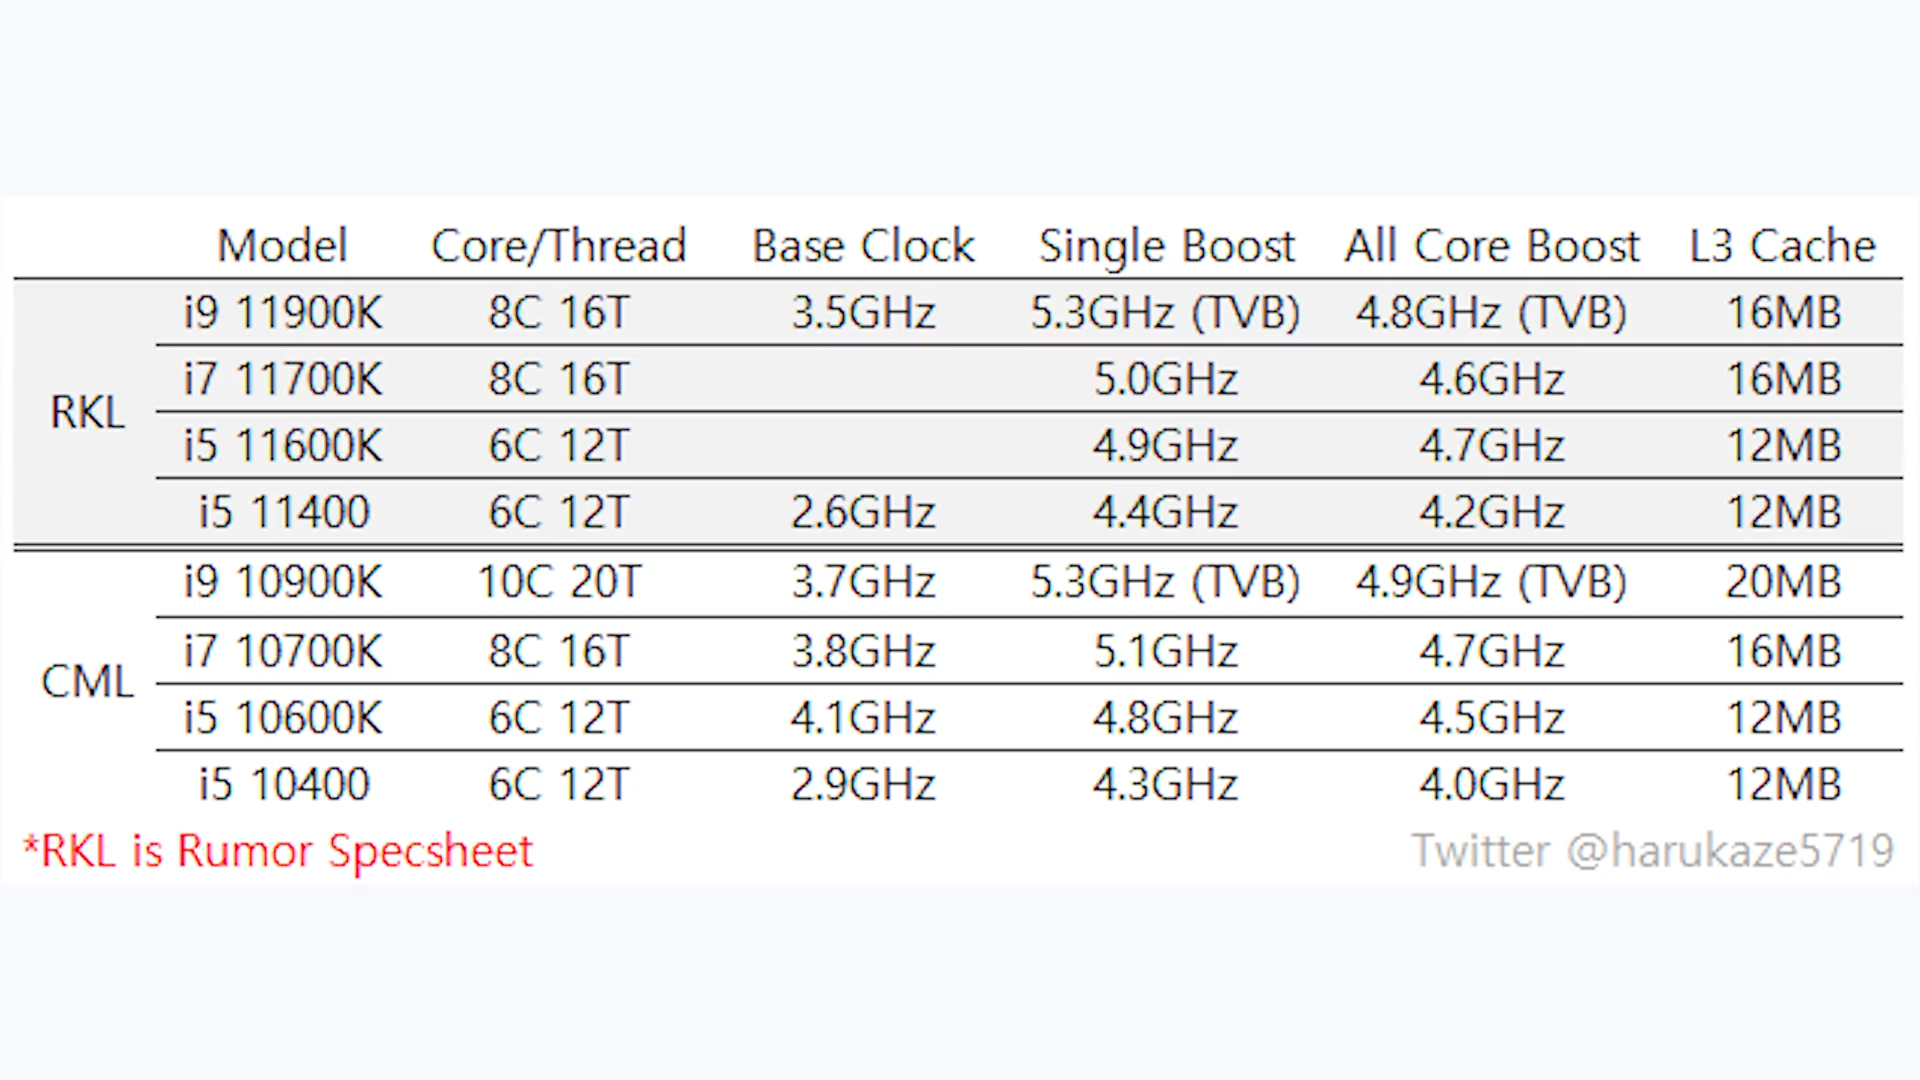 Model Core/Thread Base Clock Single Boost All Core Boost L3 Cache
RKL
i9 11900K 8C 16T 3.5GHz 5.3GHz (TVB) 4.8GHz (TVB) 16MB
i7 11700K 8C 16T 5.0GHz 4.6GHz 16MB
i5 11600K 6C 12T 4.9GHz 4.7GHz 12MB
i5 11400 6C 12T 2.6GHz 4.4GHz 4.2GHz 12MB
CML
i9 10900K 10C 20T 3.7GHz 5.3GHz (TVB) 4.9GHz (TVB) 20MB
i7 10700K 8C 16T 3.8GHz 5.1GHz 4.7GHz 16MB
i5 10600K 6C 12T 4.1GHz 4.8GHz 4.5GHz 12MB
i5 10400 6C 12T 2.9GHz 4.3GHz 4.0GHz 12MB
*RKL is Rumor Specsheet
Twitter @harukaze5719